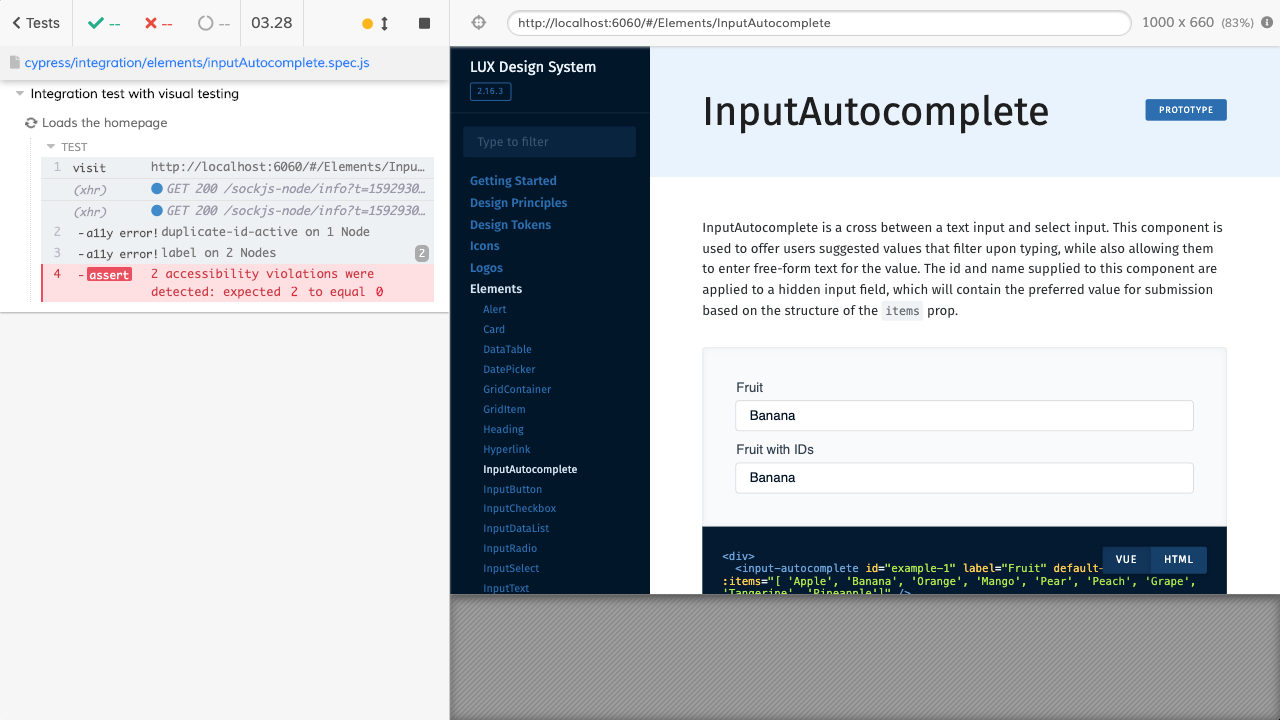 Tests
--
--
--
03.28
cypress/integration/elements/inputAutocomplete.spec.js
Integration test with visual testing
Loads the homepage
TEST
1 visit http://localhost:6060/#/Elements/Inpu…
(xhr) GET 200 /sockjs-node/info?t=1592930…
(xhr) GET 200 /sockjs-node/info?t=1592930…
2 -a11y error! duplicate-id-active on 1 Node
3 -a11y error! label on 2 Nodes 2
4 -assert 2 accessibility violations were
detected: expected 2 to equal 0
http://localhost:6060/#/Elements/InputAutocomplete
1000 x 660 (83%)
LUX Design System
2.16.3
Type to filter
Getting Started
Design Principles
Design Tokens
Icons
Logos
Elements
Alert
Card
DataTable
DatePicker
GridContainer
GridItem
Heading
Hyperlink
InputAutocomplete
InputButton
InputCheckbox
InputDataList
InputRadio
InputSelect
InputText
InputAutocomplete
PROTOTYPE
InputAutocomplete is a cross between a text input and select input. This component is
used to offer users suggested values that filter upon typing, while also allowing them
to enter free-form text for the value. The id and name supplied to this component are
applied to a hidden input field, which will contain the preferred value for submission
based on the structure of the items prop.
Fruit
Banana
Fruit with IDs
Banana
VUE HTML
<div>
<input-autocomplete id="example-1" label="Fruit" default-
:items="[ 'Apple', 'Banana', 'Orange', 'Mango', 'Pear', 'Peach', 'Grape',
'Tangerine', 'Pineapple']" />